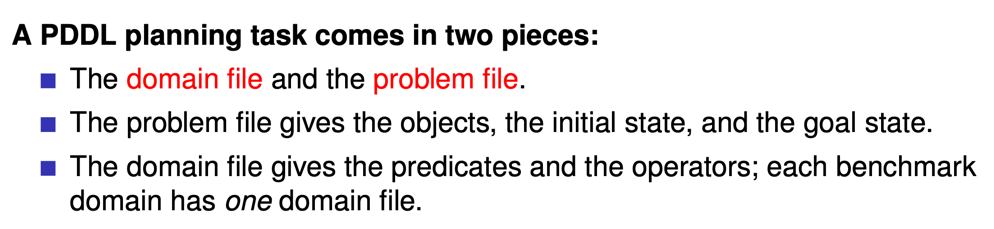 A PDDL planning task comes in two pieces:
The domain file and the problem file.
The problem file gives the objects, the initial state, and the goal state.
The domain file gives the predicates and the operators; each benchmark
domain has one domain file.